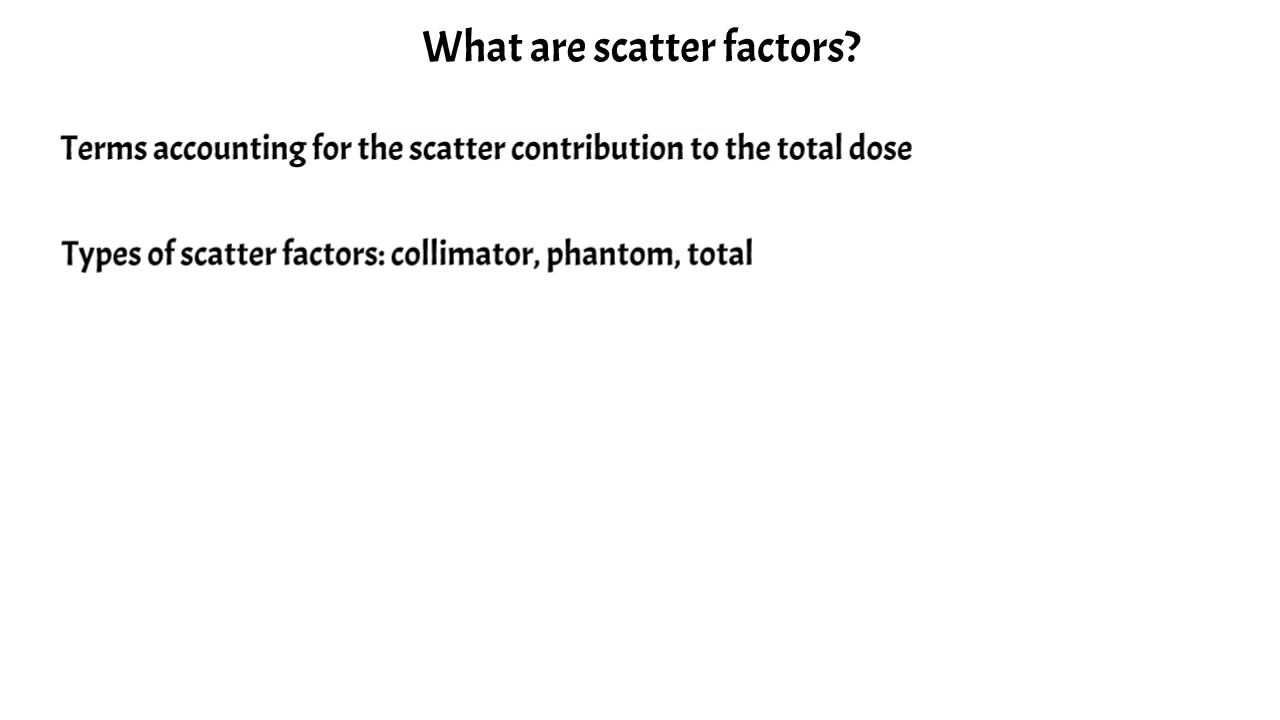 What are scatter factors?
Terms accounting for the scatter contribution to the total dose
Types of scatter factors: collimator, phantom, total